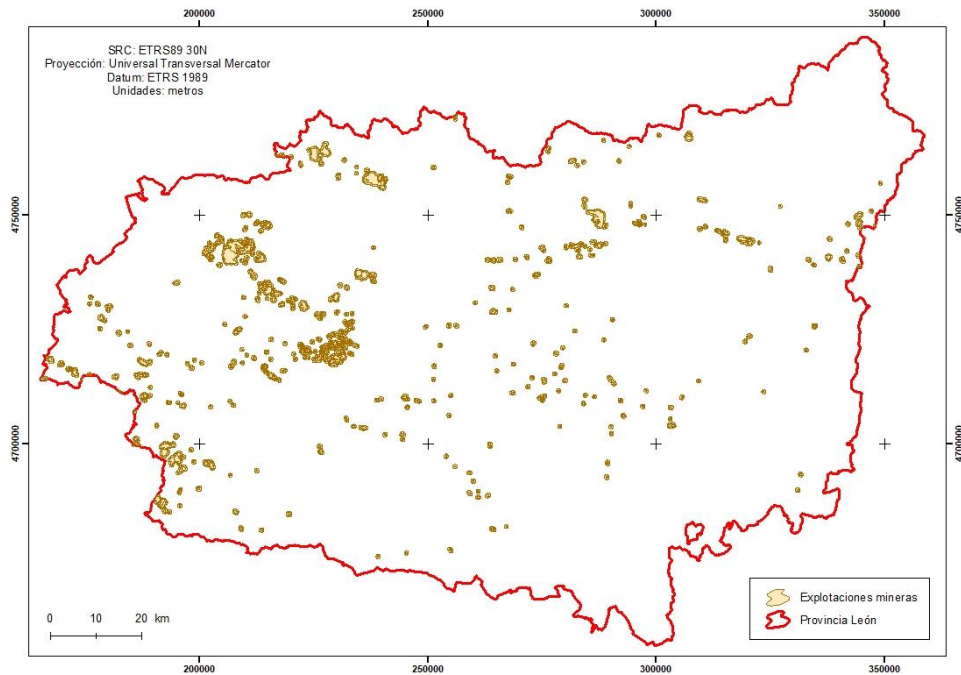 200000 250000 300000 350000
SRC: ETRS89 30N
Proyección: Universal Transversal Mercator
Datum: ETRS 1989
Unidades: metros
4750000 4750000
4700000 4700000
Explotaciones mineras
Provincia León
0 10 20 km
200000 250000 300000 350000